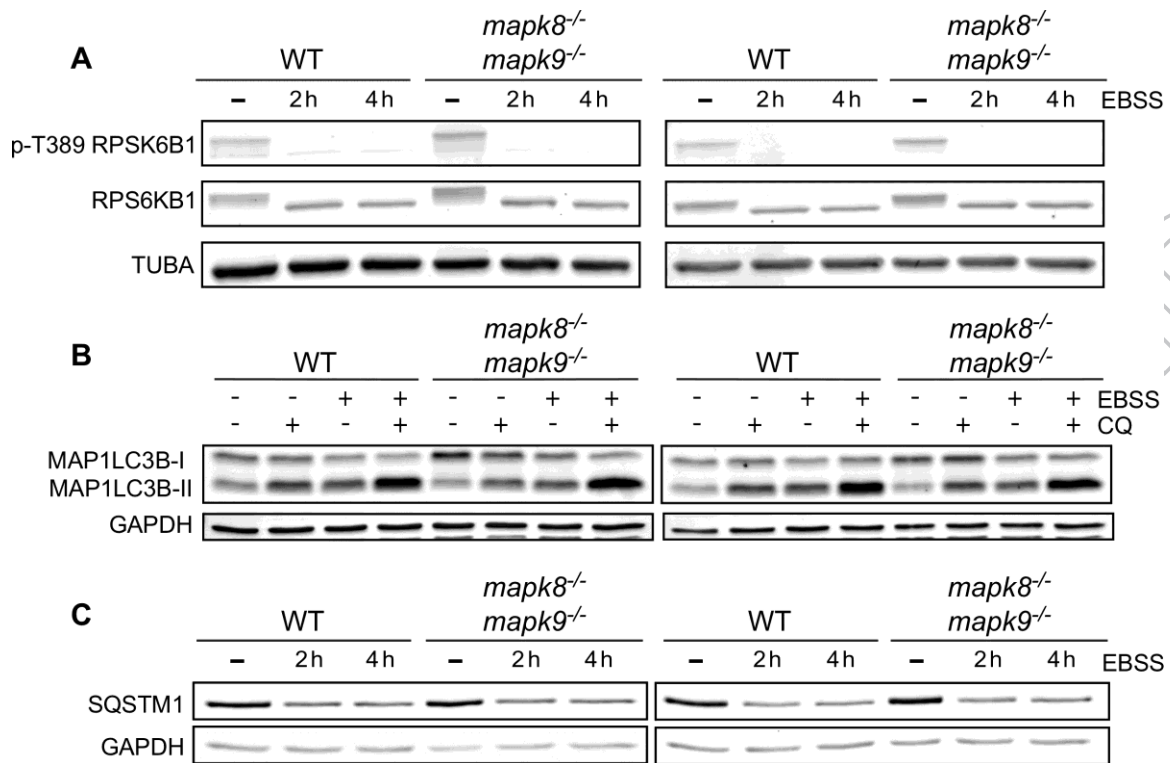 A
WT mapk8-/- mapk9-/- WT mapk8-/- mapk9-/-
– 2h 4h – 2h 4h – 2h 4h – 2h 4h EBSS
p-T389 RPSK6B1
RPS6KB1
TUBA
B
WT mapk8-/- mapk9-/- WT mapk8-/- mapk9-/-
- - + + - - + + - - + + - - + + EBSS
- + - + - + - + - + - + - + - + CQ
MAP1LC3B-I
MAP1LC3B-II
GAPDH
C
WT mapk8-/- mapk9-/- WT mapk8-/- mapk9-/-
– 2h 4h – 2h 4h – 2h 4h – 2h 4h EBSS
SQSTM1
GAPDH